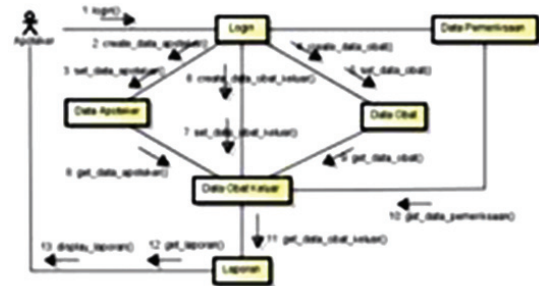 1 login()
Login
Data Pemeriksaan
Apoteker
2 create_data_apoteker()
4 create_data_obat()
3 set_data_apoteker()
6 create_data_obat_keluar()
5 set_data_obat()
Data Apoteker
Data Obat
7 set_data_obat_keluar()
8 get_data_apoteker()
9 get_data_obat()
Data Obat Keluar
10 get_data_pemeriksaan()
13 display_laporan()
12 get_laporan()
11 get_data_obat_keluar()
Laporan